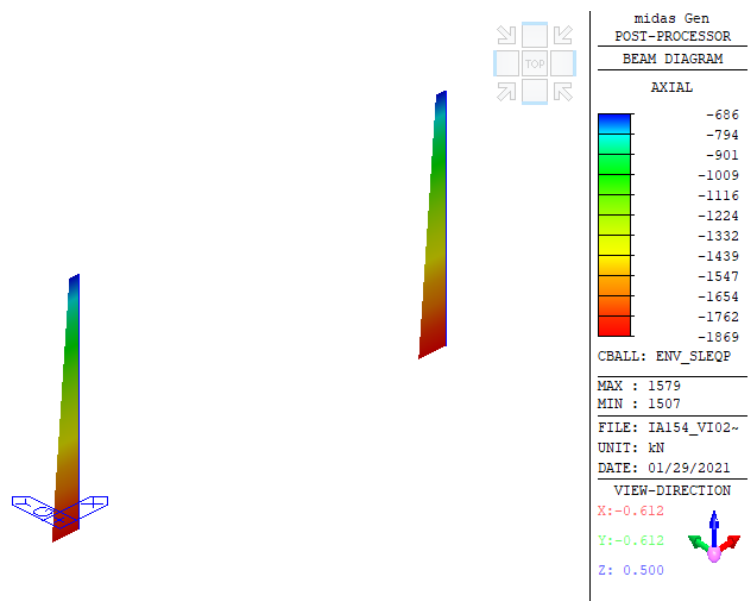 midas Gen
POST-PROCESSOR
BEAM DIAGRAM
AXIAL
TOP
-686
-794
-901
-1009
-1116
-1224
-1332
-1439
-1547
-1654
-1762
-1869
CBALL: ENV_SLEQP
MAX : 1579
MIN : 1507
FILE: IA154_VI02~
UNIT: kN
DATE: 01/29/2021
VIEW-DIRECTION
X:-0.612
Y:-0.612
Z: 0.500